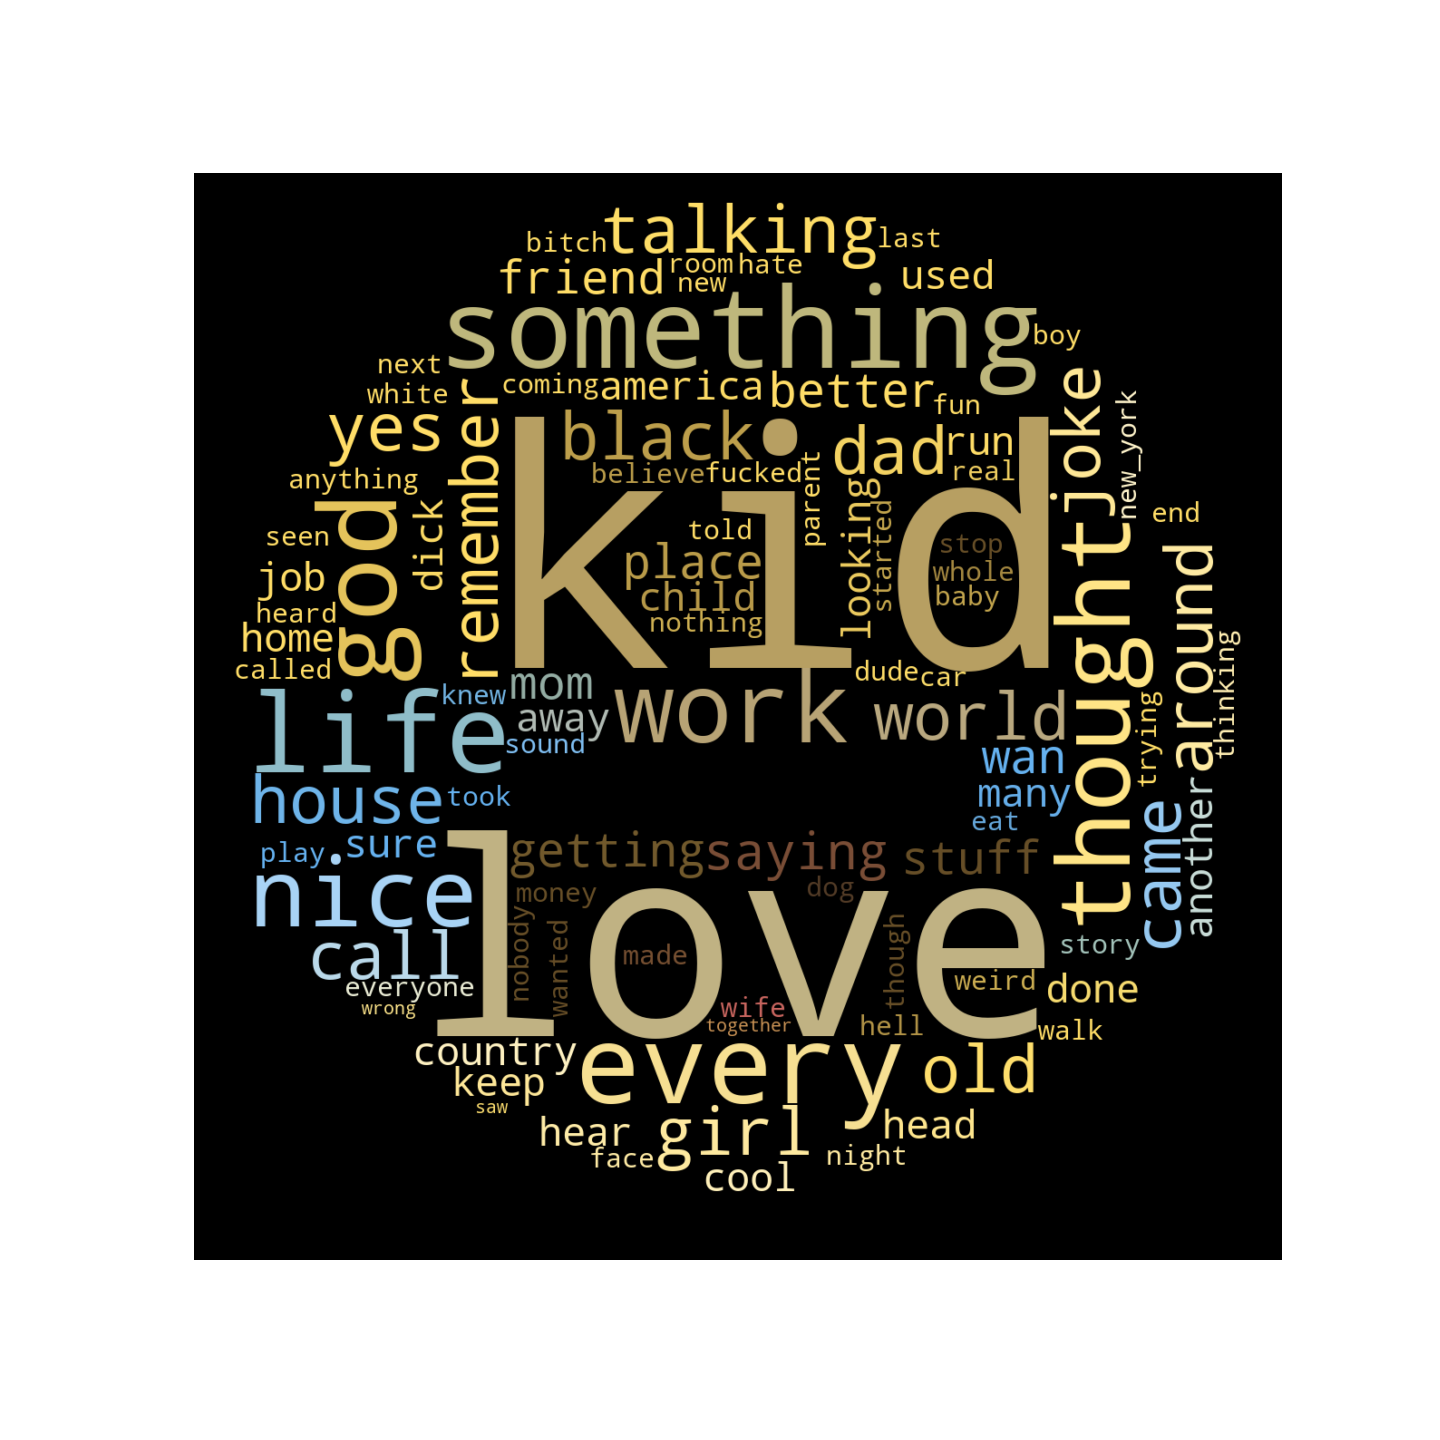 talking
bitch
last
friend
room
hate
new
used
something
boy
next
white
coming
america
better
fun
joke
new_york
yes
remember
black
dad
run
believe
fucked
parent
real
anything
god
dick
kid
looking
started
thought
end
seen
told
stop
job
place
whole
around
heard
child
baby
home
nothing
thinking
called
mom
dude
car
life
knew
away
work
world
trying
sound
wan
house
took
many
eat
another
came
play
sure
getting
saying
stuff
nice
love
money
dog
nobody
wanted
though
call
made
story
everyone
weird
done
wrong
wife
together
hell
walk
country
every
old
keep
saw
hear
girl
head
face
night
cool